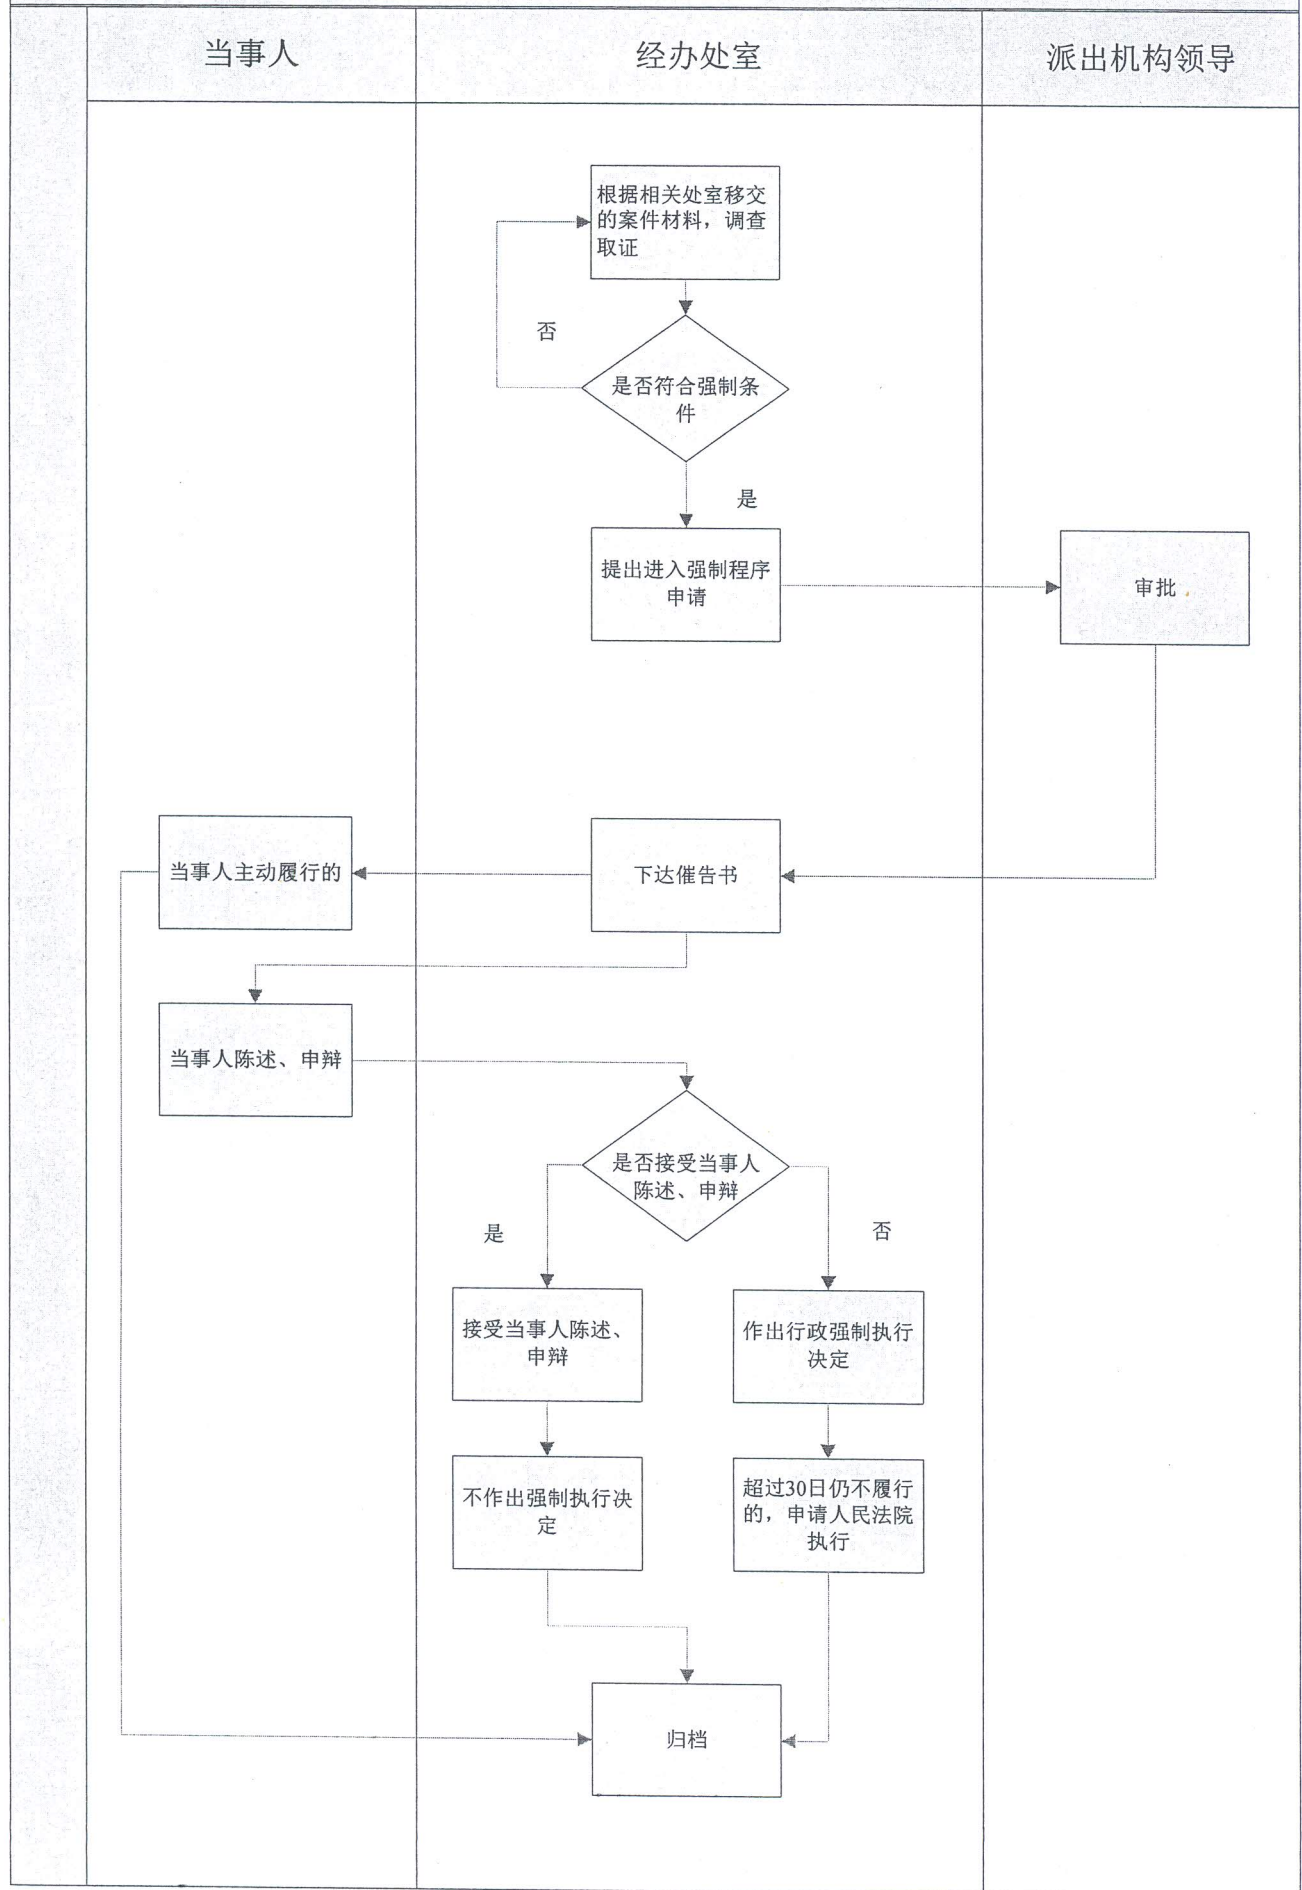 当事人
经办处室
派出机构领导
根据相关处室移交
的案件材料，调查
取证
否
是否符合强制条
件
是
提出进入强制程序
申请
审批
当事人主动履行的
下达催告书
当事人陈述、申辩
是否接受当事人
陈述、申辩
是
否
接受当事人陈述、
申辩
作出行政强制执行
决定
不作出强制执行决
定
超过30日仍不履行
的，申请人民法院
执行
归档